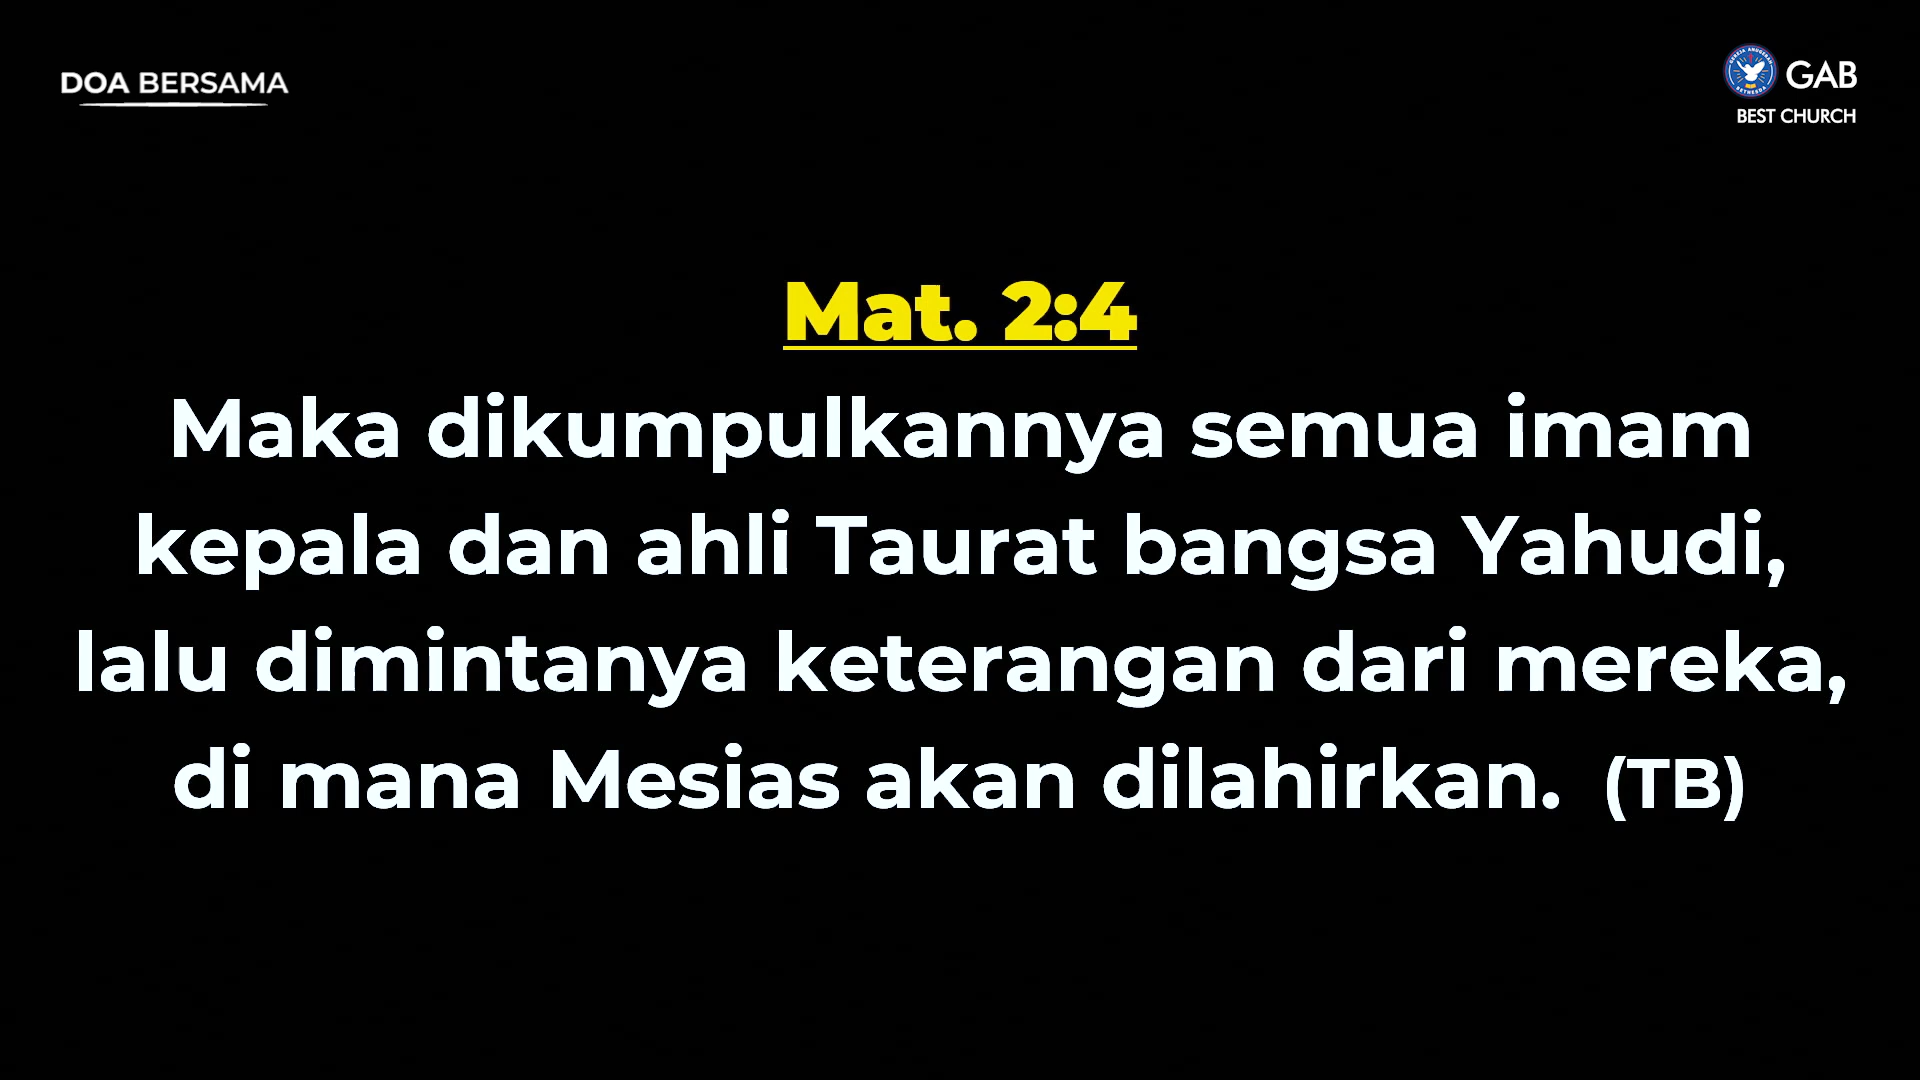 DOA BERSAMA
GAB
BEST CHURCH
Mat. 2:4
Maka dikumpulkannya semua imam
kepala dan ahli Taurat bangsa Yahudi,
lalu dimintanya keterangan dari mereka,
di mana Mesias akan dilahirkan. (TB)